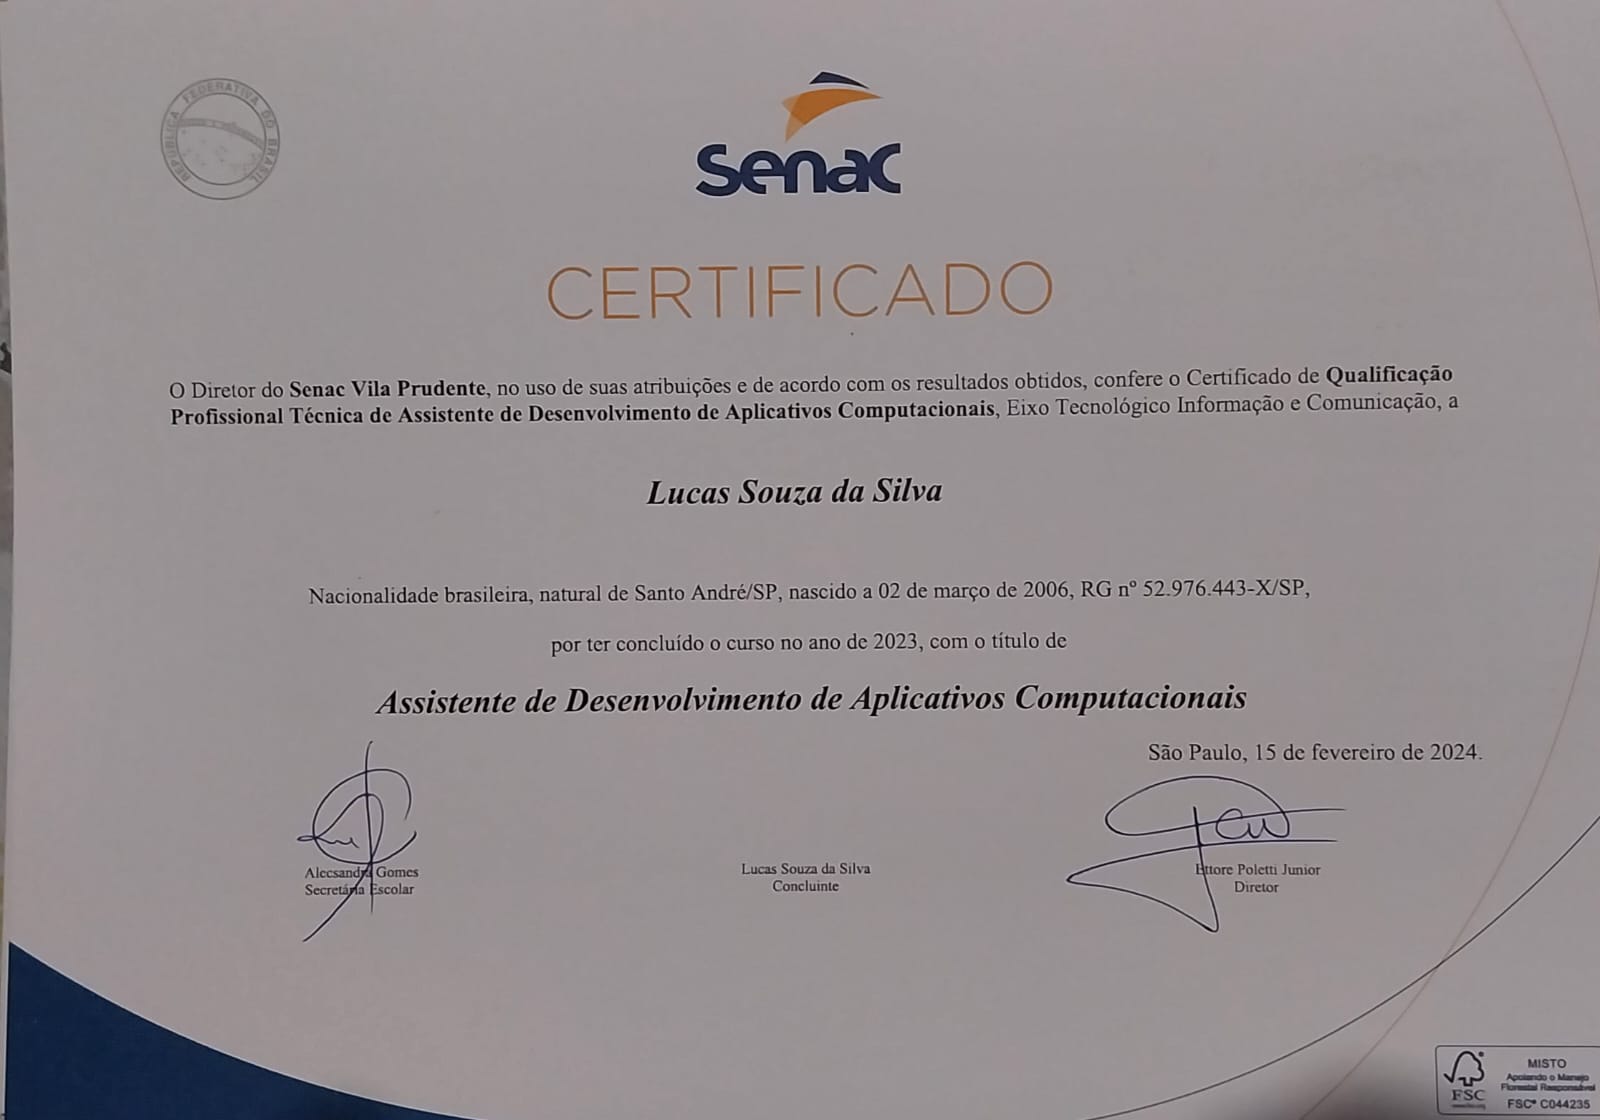 REPÚBLICA FEDERATIVA DO BRASIL
Senac
CERTIFICADO
O Diretor do Senac Vila Prudente, no uso de suas atribuições e de acordo com os resultados obtidos, confere o Certificado de Qualificação
Profissional Técnica de Assistente de Desenvolvimento de Aplicativos Computacionais, Eixo Tecnológico Informação e Comunicação, a
Lucas Souza da Silva
Nacionalidade brasileira, natural de Santo André/SP, nascido a 02 de março de 2006, RG nº 52.976.443-X/SP,
por ter concluído o curso no ano de 2023, com o título de
Assistente de Desenvolvimento de Aplicativos Computacionais
São Paulo, 15 de fevereiro de 2024.
Alecsandra Gomes
Secretária Escolar
Lucas Souza da Silva
Concluinte
Ettore Poletti Junior
Diretor
FSC
MISTO
Apoiando o Manejo
Florestal Responsável
FSC® C044235